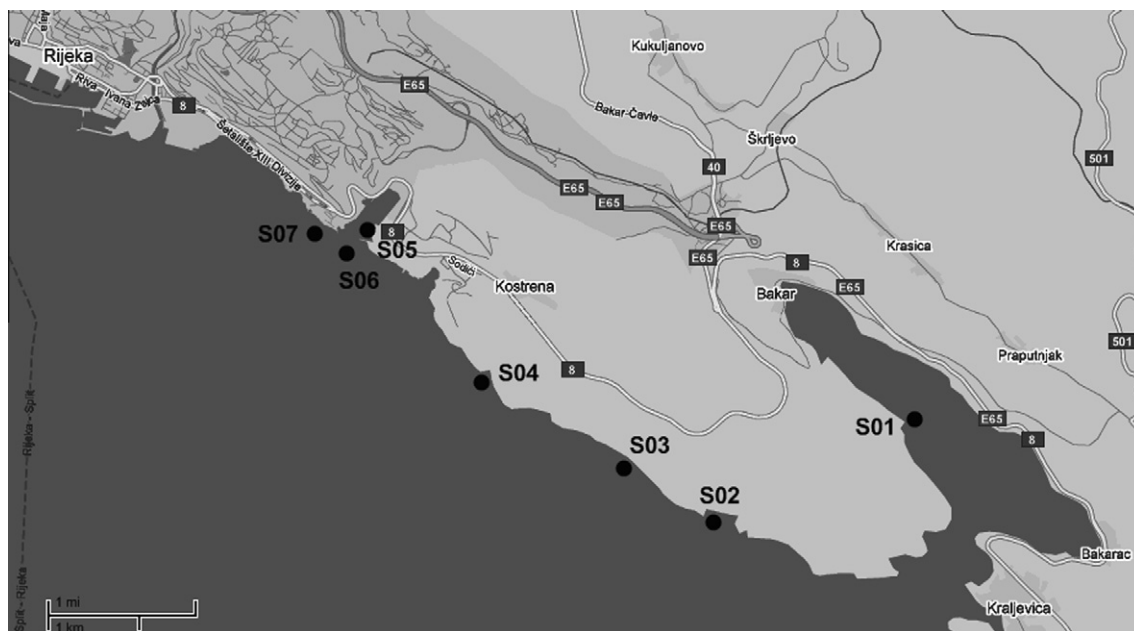 Rijeka
Riva
Ivana Zajca
8
Šetalište XIII Divizije
E65
Kukuljanovo
Bakar-Čavle
Škrljevo
40
501
E65
E65
E65
E65
Krasica
8
Bakar
E65
S07
S05
S06
8
Sodići
Kostrena
501
Praputnjak
S04
8
S01
E65
8
S03
S02
Bakarac
Kraljevica
Rijeka - Split
Split - Rijeka
1 mi
1 km